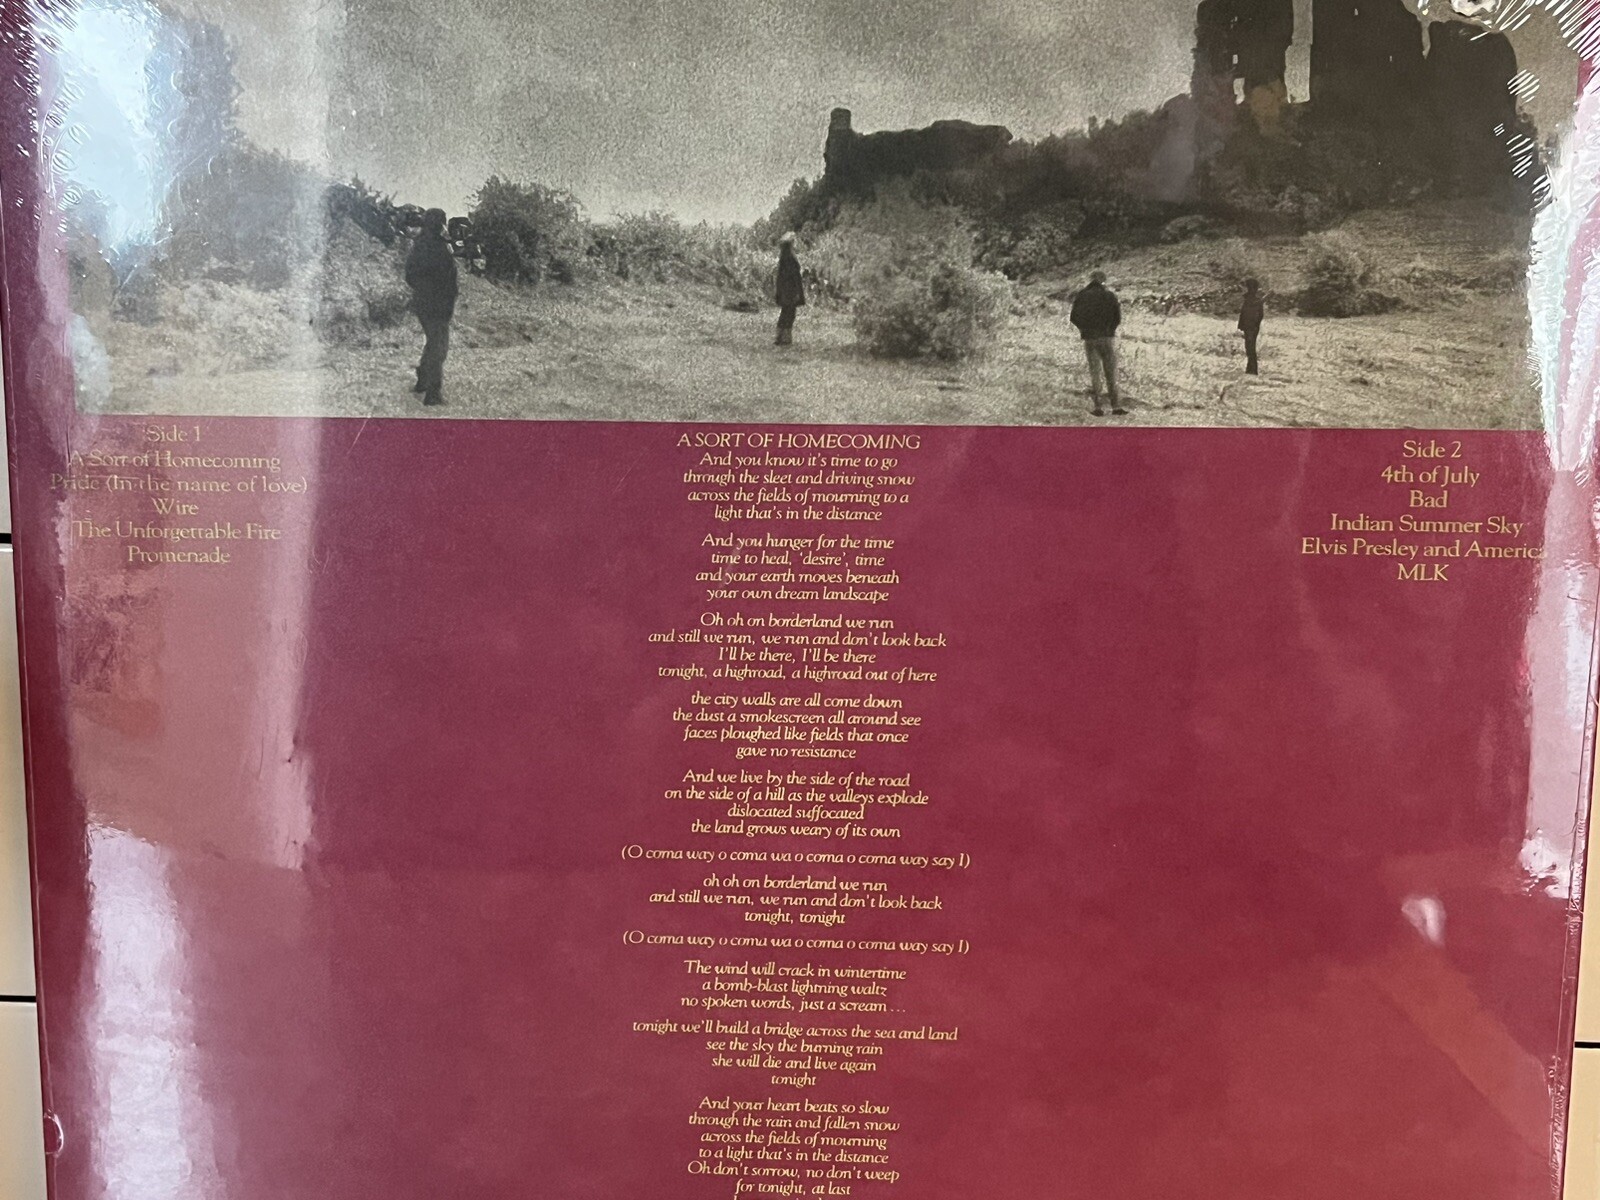 Side 1
A Sort of Homecoming
Pride (In the name of love)
Wire
The Unforgettable Fire
Promenade
A SORT OF HOMECOMING
And you know it's time to go
through the sleet and driving snow
across the fields of mourning to a
light that's in the distance
And you hunger for the time
time to heal, 'desire', time
and your earth moves beneath
your own dream landscape
Oh oh on borderland we run
and still we run, we run and don't look back
I'll be there, I'll be there
tonight, a highroad, a highroad out of here
the city walls are all come down
the dust a smokescreen all around see
faces ploughed like fields that once
gave no resistance
And we live by the side of the road
on the side of a hill as the valleys explode
dislocated suffocated
the land grows weary of its own
(O coma way o coma wa o coma o coma way say I)
oh oh on borderland we run
and still we run, we run and don't look back
tonight, tonight
(O coma way o coma wa o coma o coma way say I)
The wind will crack in wintertime
a bomb-blast lightning waltz
no spoken words, just a scream ...
tonight we'll build a bridge across the sea and land
see the sky the burning rain
she will die and live again
tonight
And your heart beats so slow
through the rain and fallen snow
across the fields of mourning
to a light that's in the distance
Oh don't sorrow, no don't weep
for tonight, at last
Side 2
4th of July
Bad
Indian Summer Sky
Elvis Presley and America
MLK